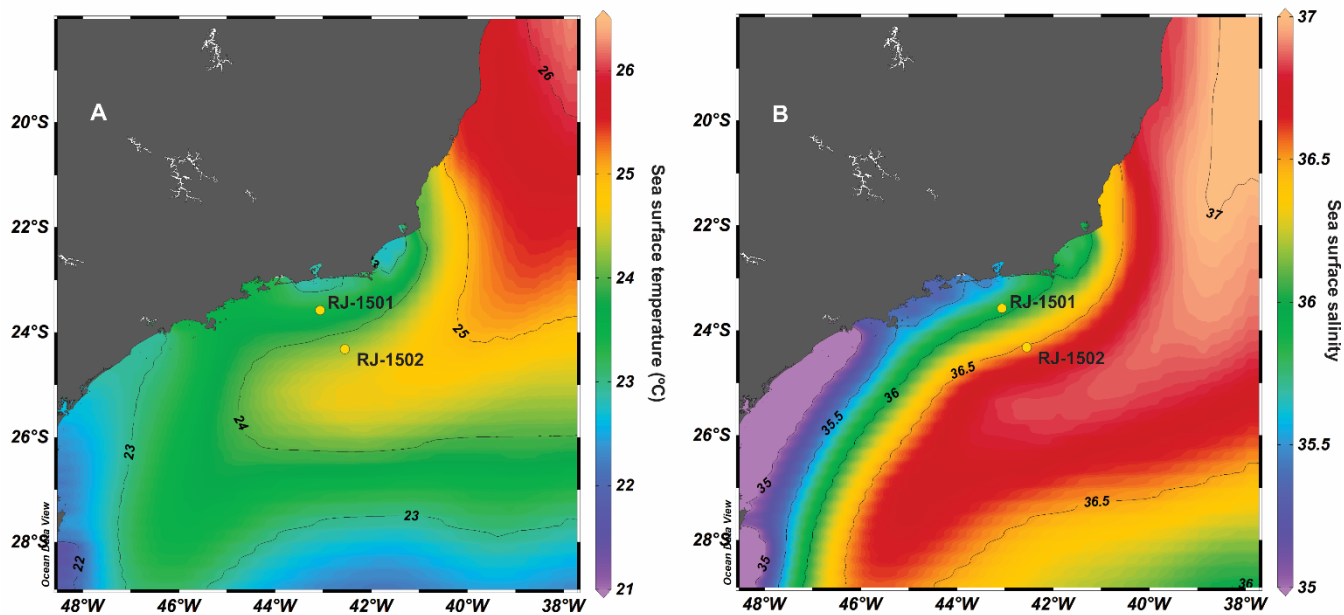 A
20°S
22°S
24°S
26°S
28°S
48°W
46°W
44°W
42°W
40°W
38°W
RJ-1501
RJ-1502
26
25
24
23
23
22
Ocean Data View
26
25
24
23
22
21
Sea surface temperature (ºC)
B
20°S
22°S
24°S
26°S
28°S
48°W
46°W
44°W
42°W
40°W
38°W
RJ-1501
RJ-1502
37
36.5
36
35.5
35
35
36.5
36
Ocean Data View
37
36.5
36
35.5
35
Sea surface salinity